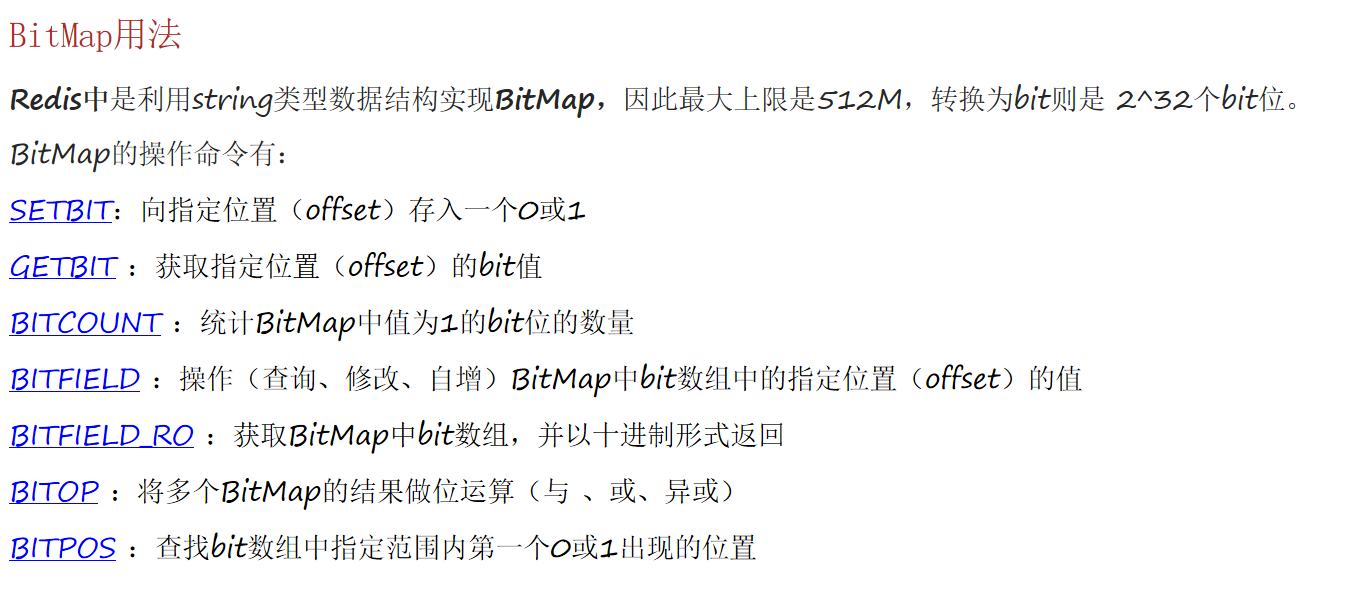 BitMap用法
Redis中是利用string类型数据结构实现BitMap，因此最大上限是512M，转换为bit则是 2^32个bit位。
BitMap的操作命令有：
SETBIT：向指定位置（offset）存入一个0或1
GETBIT ：获取指定位置（offset）的bit值
BITCOUNT ：统计BitMap中值为1的bit位的数量
BITFIELD ：操作（查询、修改、自增）BitMap中bit数组中的指定位置（offset）的值
BITFIELD_RO ：获取BitMap中bit数组，并以十进制形式返回
BITOP ：将多个BitMap的结果做位运算（与 、或、异或）
BITPOS ：查找bit数组中指定范围内第一个0或1出现的位置